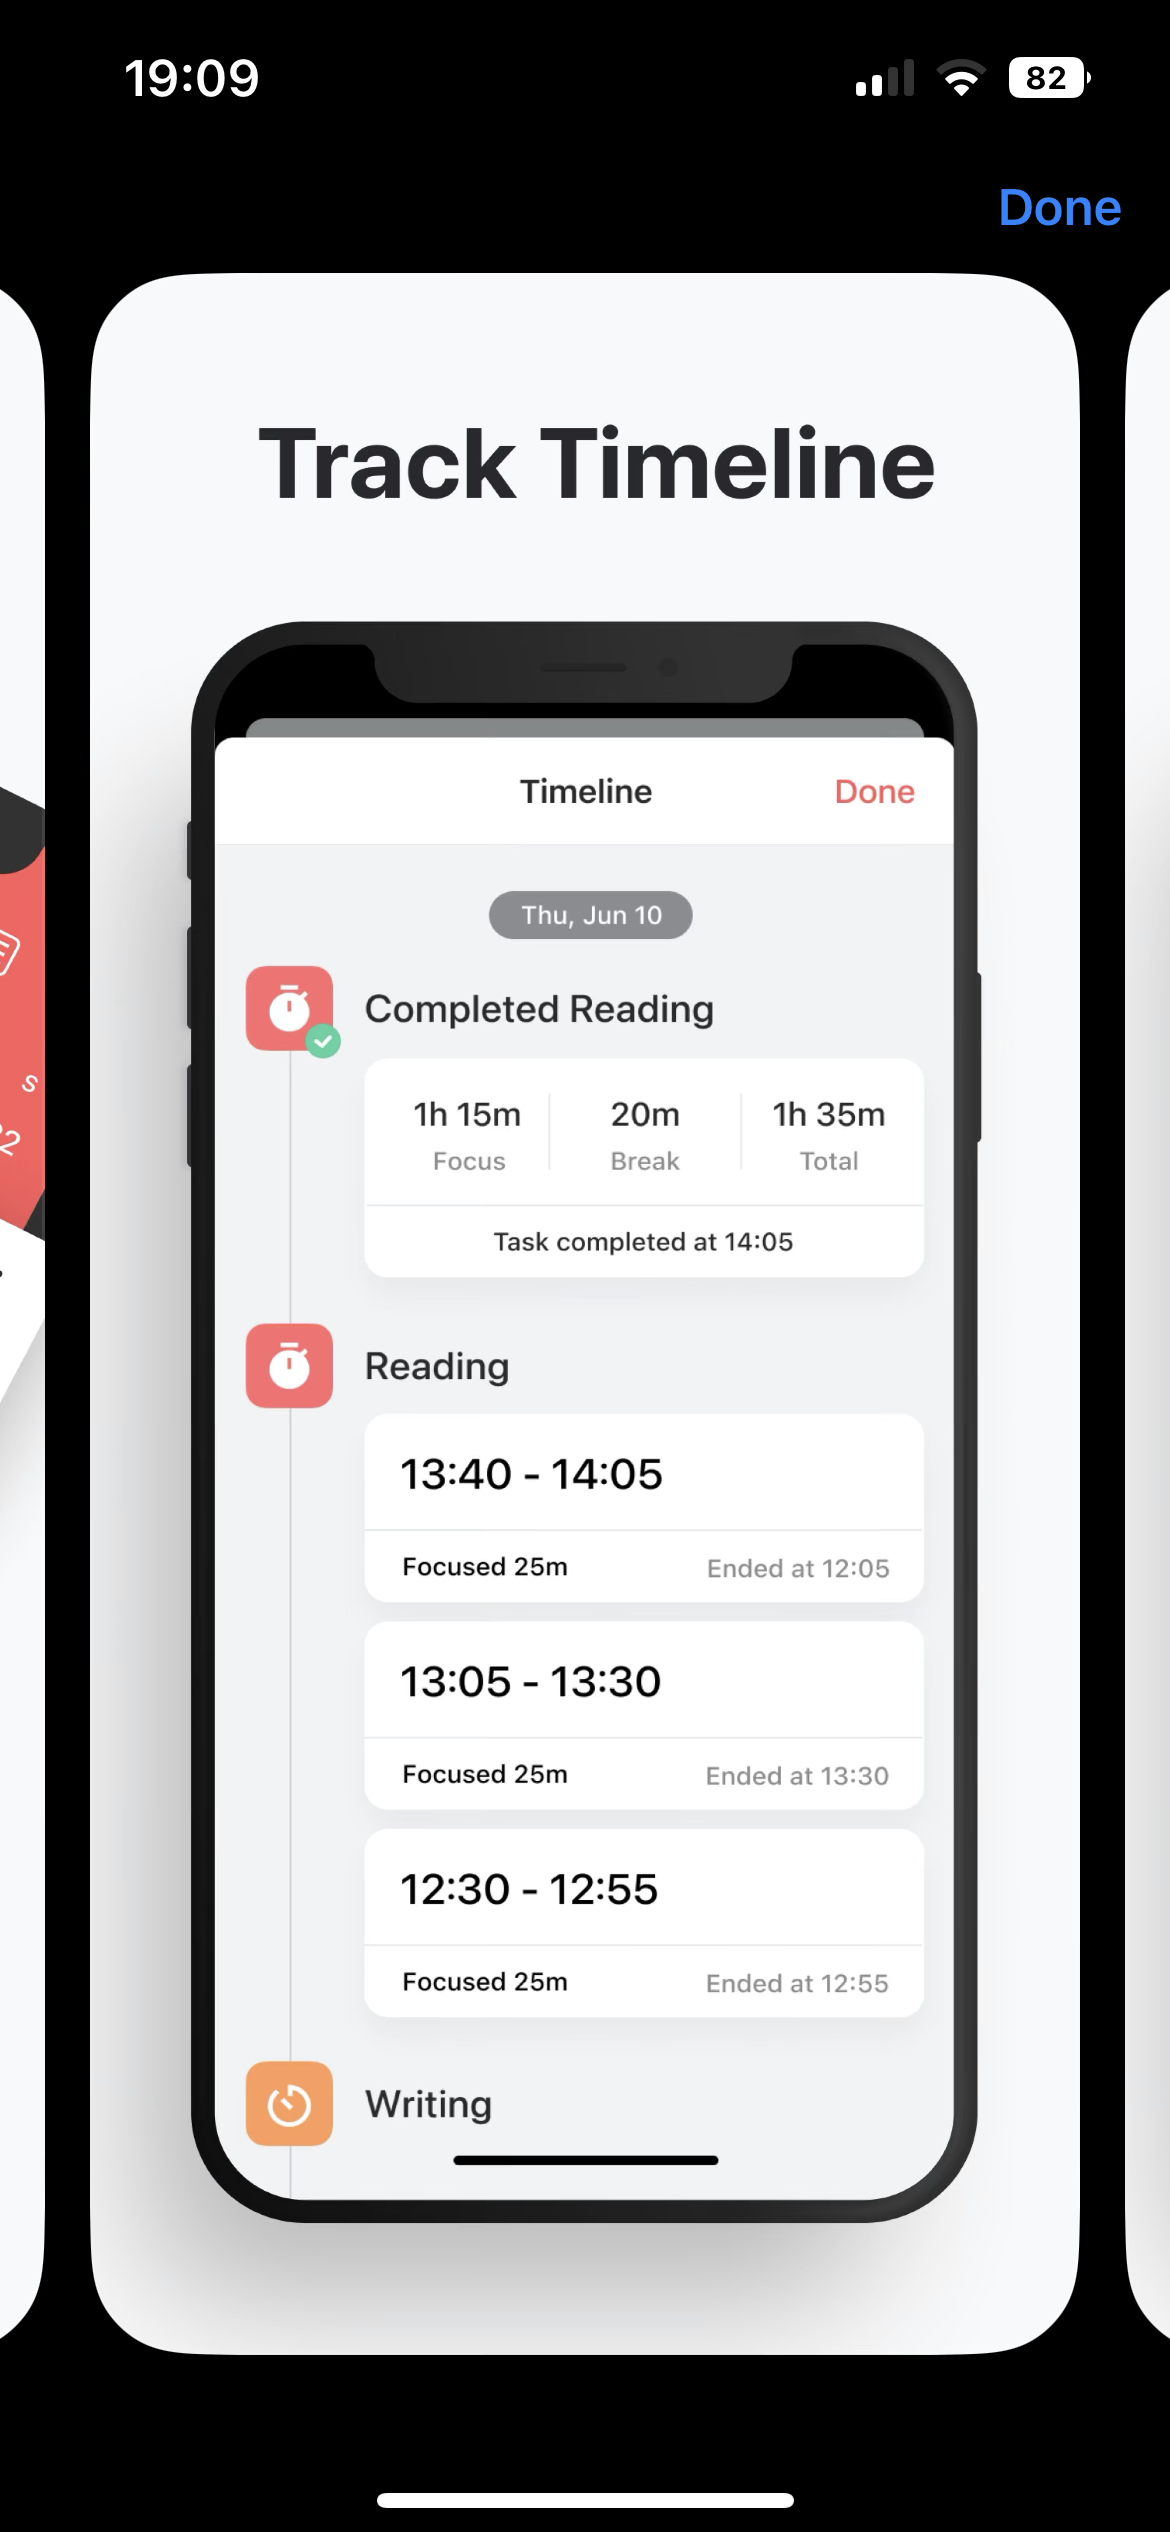 19:09
82
Done
Track Timeline
Timeline
Done
Thu, Jun 10
Completed Reading
1h 15m
20m
1h 35m
Focus
Break
Total
Task completed at 14:05
Reading
13:40 - 14:05
Focused 25m
Ended at 12:05
13:05 - 13:30
Focused 25m
Ended at 13:30
12:30 - 12:55
Focused 25m
Ended at 12:55
Writing